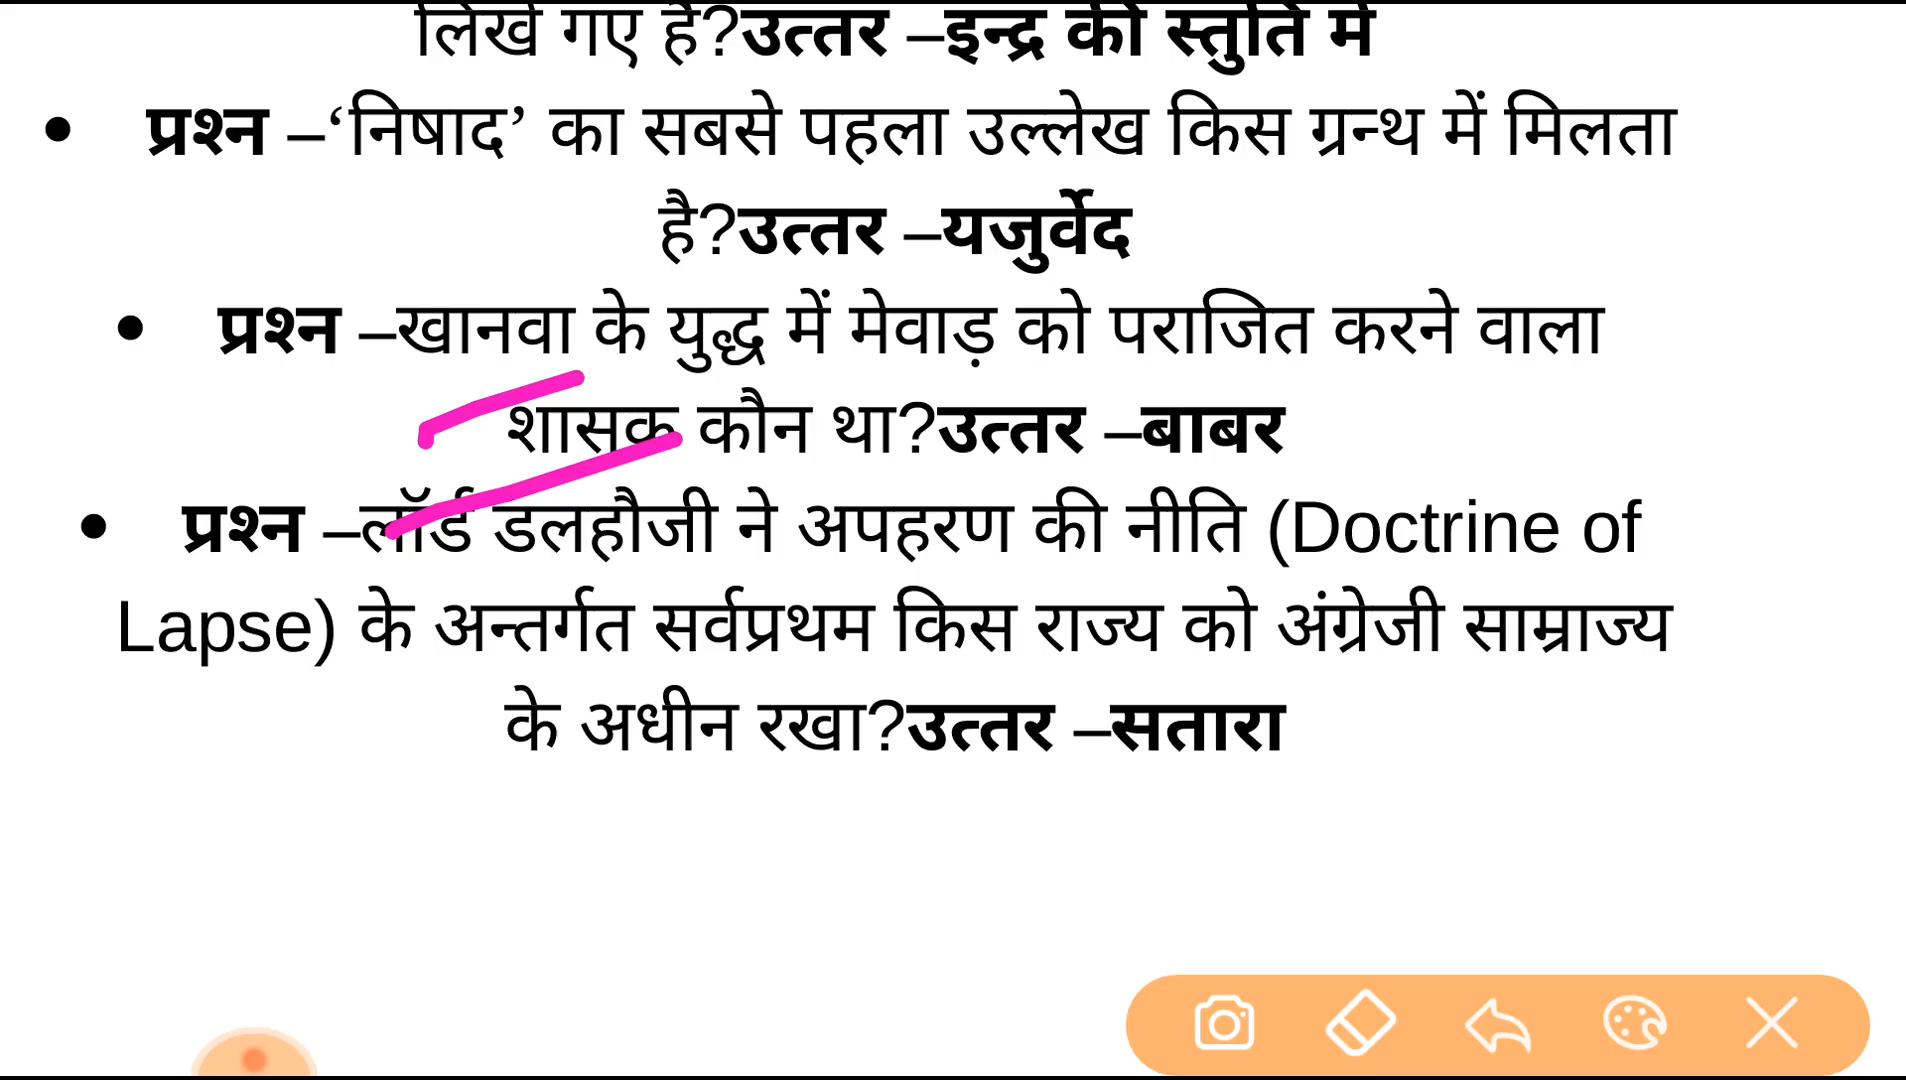 लिखे गए हैं?उत्तर –इन्द्र की स्तुति में
• प्रश्न –‘निषाद’ का सबसे पहला उल्लेख किस ग्रन्थ में मिलता
है?उत्तर –यजुर्वेद
• प्रश्न –खानवा के युद्ध में मेवाड़ को पराजित करने वाला
शासक कौन था?उत्तर –बाबर
• प्रश्न –लॉर्ड डलहौजी ने अपहरण की नीति (Doctrine of
Lapse) के अन्तर्गत सर्वप्रथम किस राज्य को अंग्रेजी साम्राज्य
के अधीन रखा?उत्तर –सतारा